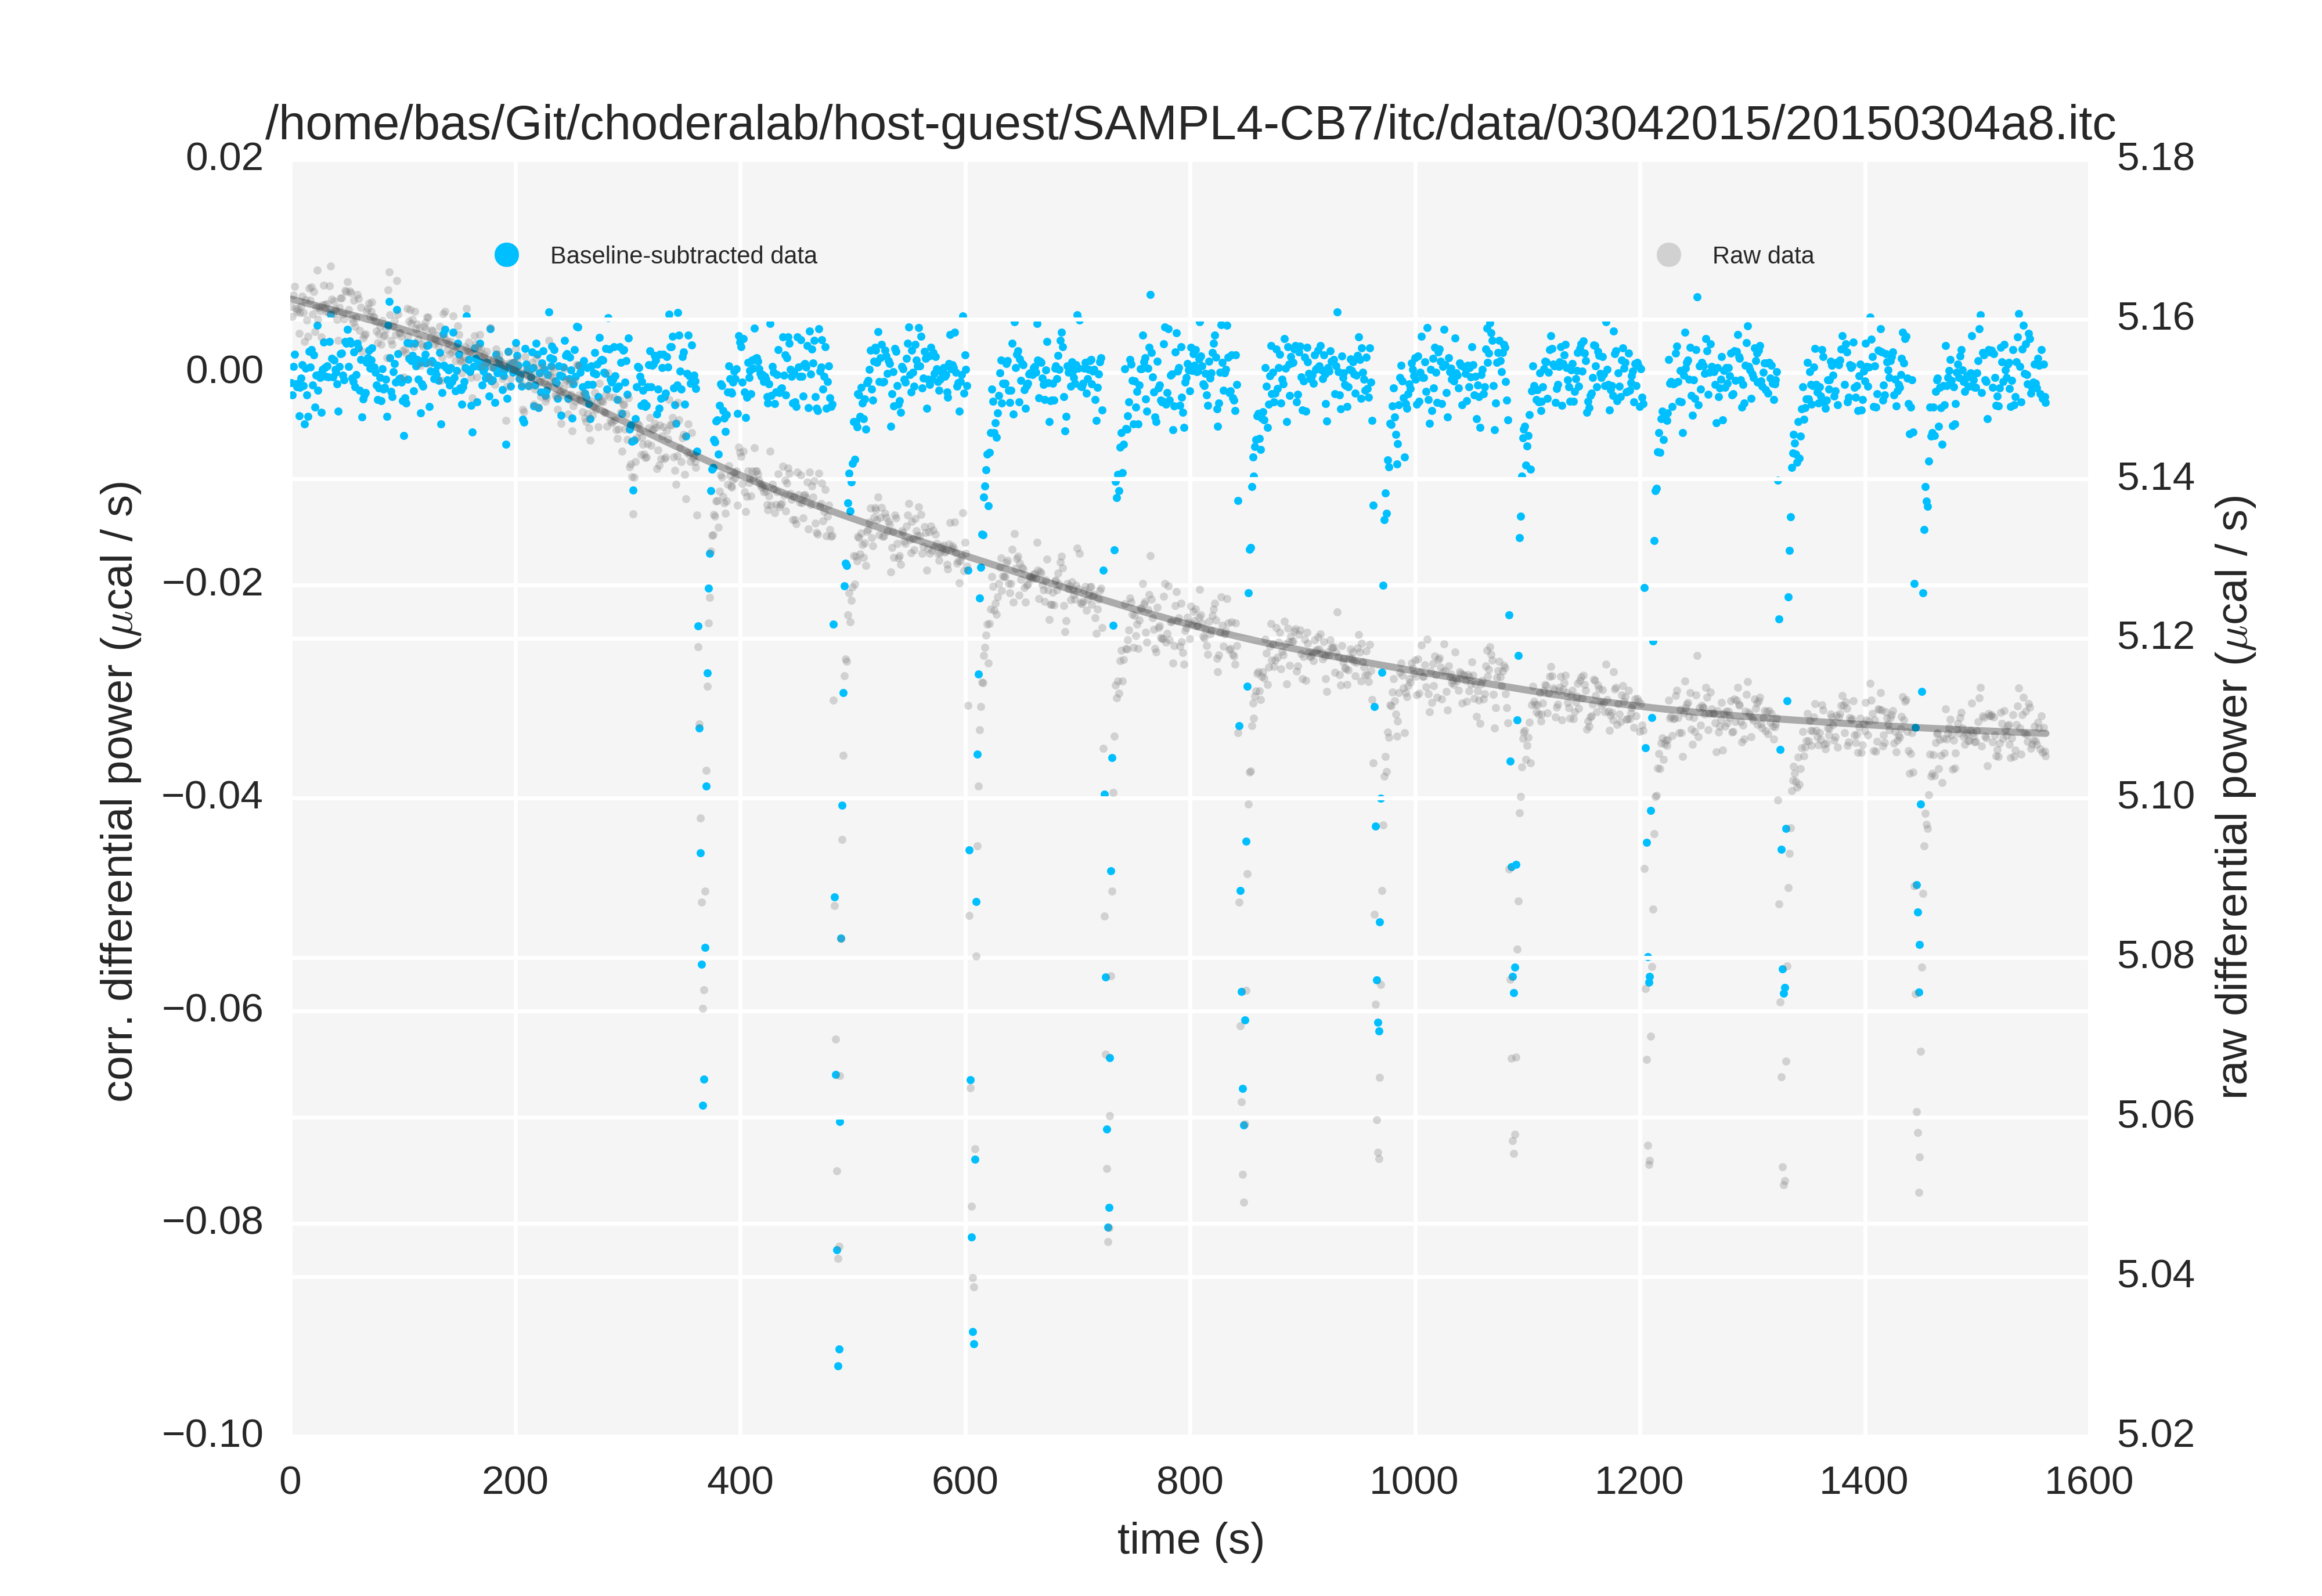 /home/bas/Git/choderalab/host-guest/SAMPL4-CB7/itc/data/03042015/20150304a8.itc
Baseline-subtracted data
Raw data
corr. differential power (μcal / s)
0.02
0.00
−0.02
−0.04
−0.06
−0.08
−0.10
5.18
5.16
5.14
5.12
5.10
5.08
5.06
5.04
5.02
raw differential power (μcal / s)
0 200 400 600 800 1000 1200 1400 1600
time (s)